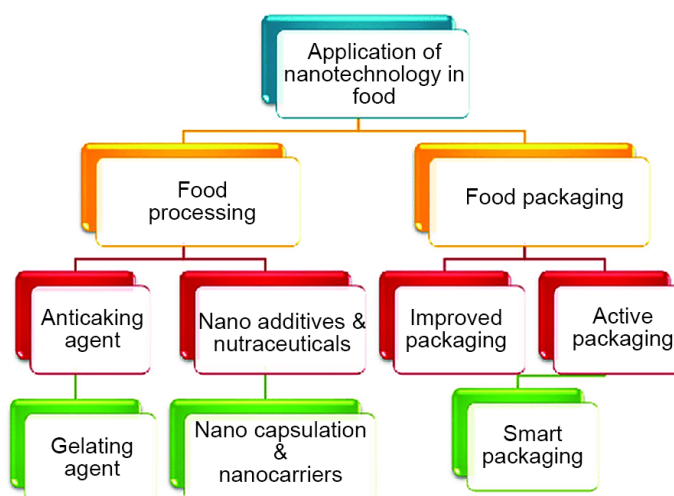 Application of
nanotechnology in
food
Food
processing
Food packaging
Anticaking
agent
Nano additives &
nutraceuticals
Improved
packaging
Active
packaging
Gelating
agent
Nano capsulation
&
nanocarriers
Smart
packaging